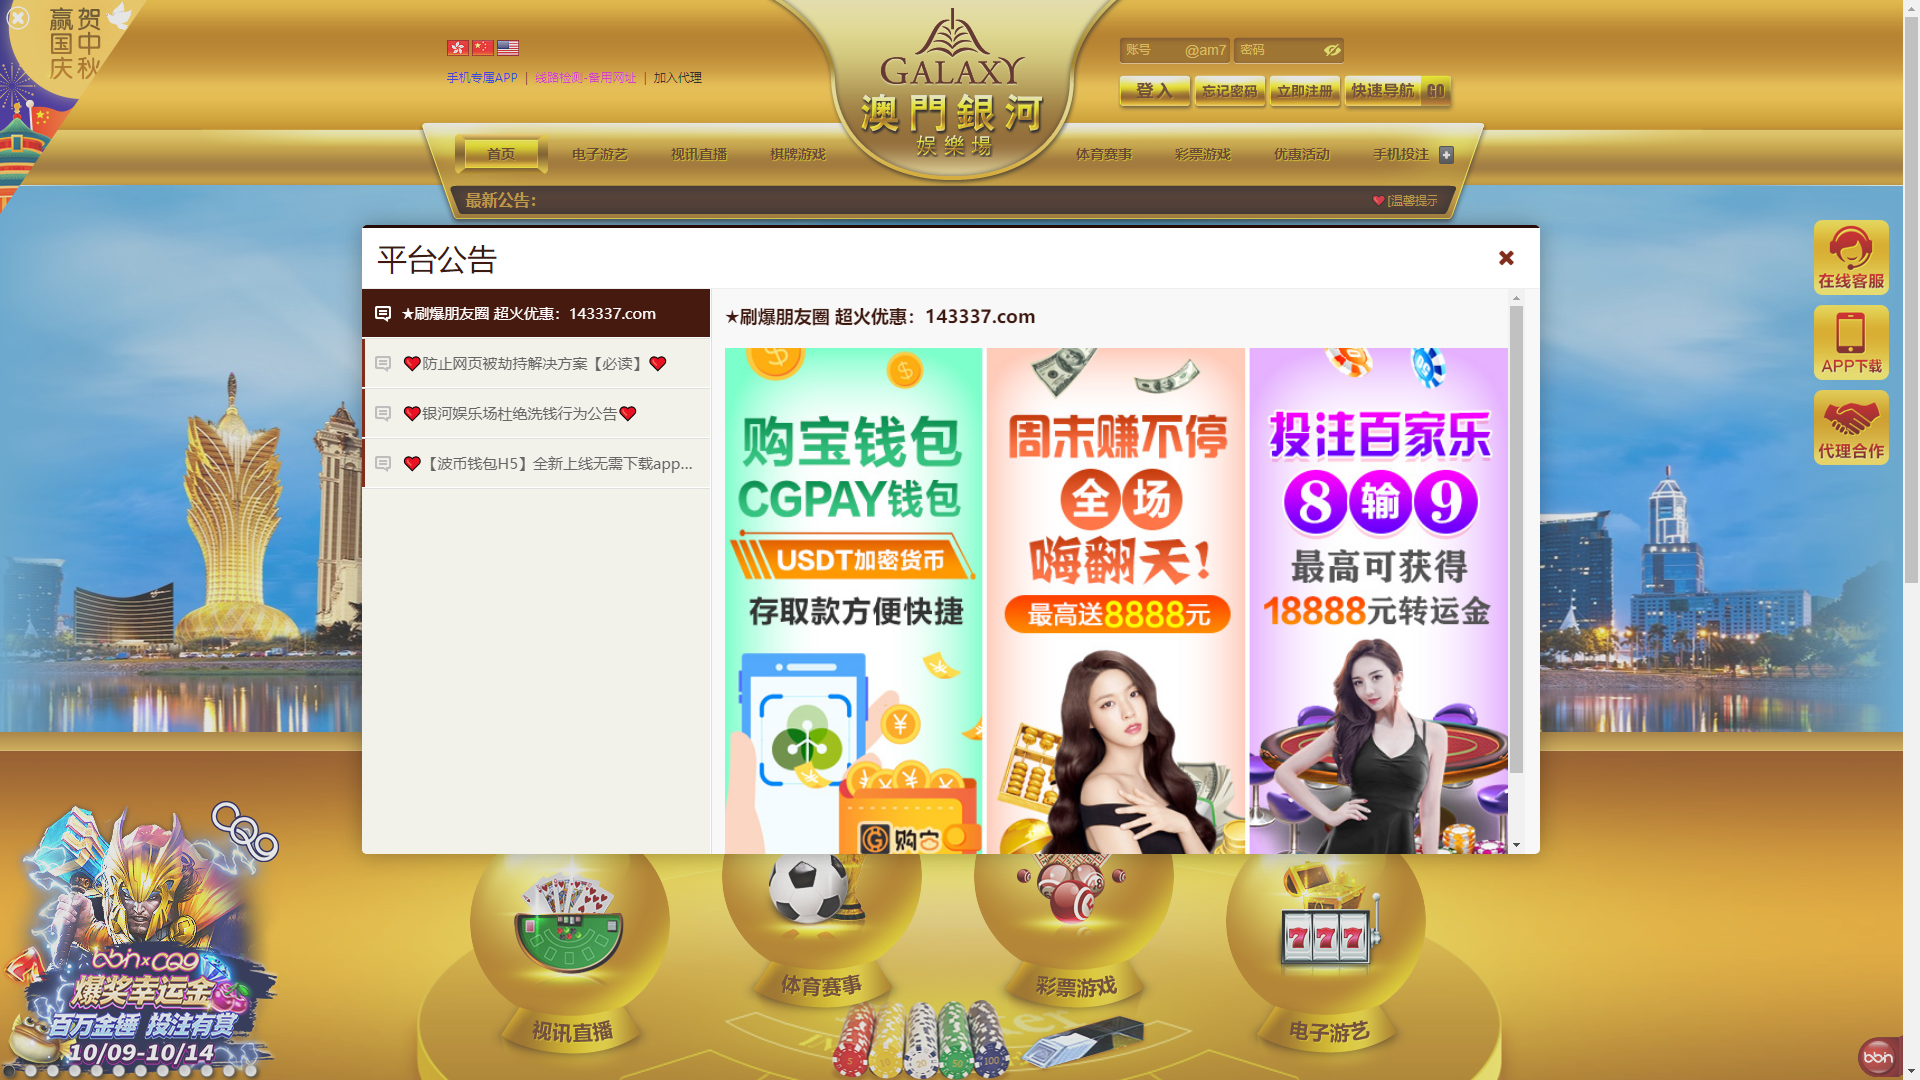 贺中秋
赢国庆
手机专属APP | 线路检测-备用网址 | 加入代理
GALAXY
澳門銀河
娱樂場
账号 @am7 密码
登入 忘记密码 立即注册 快速导航 GO
首页 电子游艺 视讯直播 棋牌游戏 体育赛事 彩票游戏 优惠活动 手机投注
最新公告：
[温馨提示
平台公告
★刷爆朋友圈 超火优惠：143337.com
防止网页被劫持解决方案【必读】
银河娱乐场杜绝洗钱行为公告
【波币钱包H5】全新上线无需下载app...
★刷爆朋友圈 超火优惠：143337.com
购宝钱包
CGPAY钱包
USDT加密货币
存取款方便快捷
购宝
周末赚不停
全场
嗨翻天!
最高送8888元
投注百家乐
8输9
最高可获得
18888元转运金
在线客服
APP下载
代理合作
bbinxCQ9
爆奖幸运金
百万金锤 投注有赏
10/09-10/14
视讯直播
体育赛事
彩票游戏
电子游艺
777
bbin